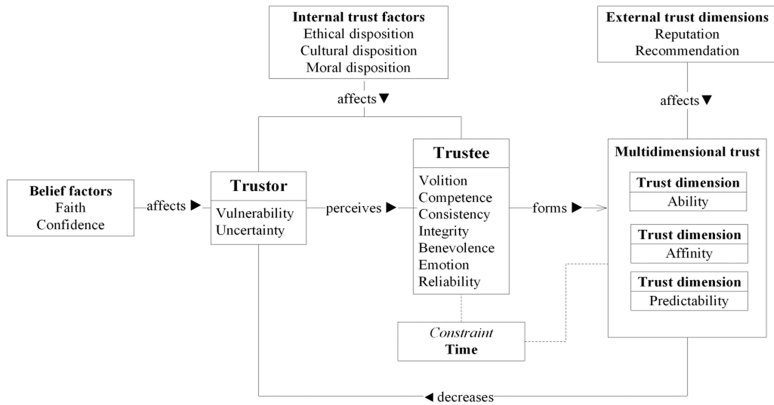 Internal trust factors
Ethical disposition
Cultural disposition
Moral disposition
External trust dimensions
Reputation
Recommendation
affects ▼
affects ▼
Belief factors
Faith
Confidence
affects ►
Trustor
Vulnerability
Uncertainty
perceives ►
Trustee
Volition
Competence
Consistency
Integrity
Benevolence
Emotion
Reliability
forms ►
Multidimensional trust
Trust dimension
Ability
Trust dimension
Affinity
Trust dimension
Predictability
Constraint
Time
◄ decreases